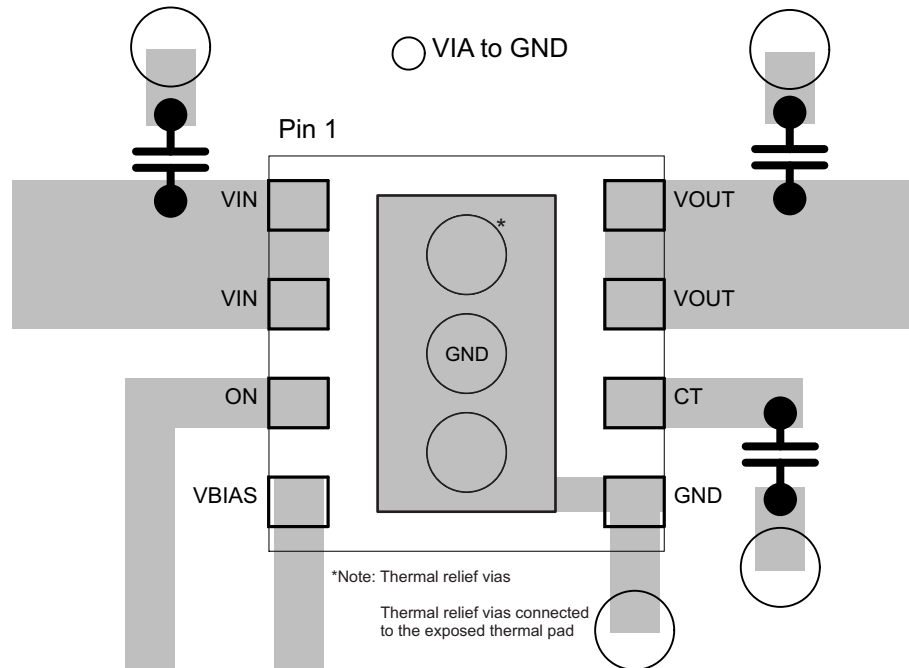 VIA to GND
Pin 1
VIN
VOUT
*
VIN
VOUT
GND
ON
CT
VBIAS
GND
*Note: Thermal relief vias
Thermal relief vias connected
to the exposed thermal pad